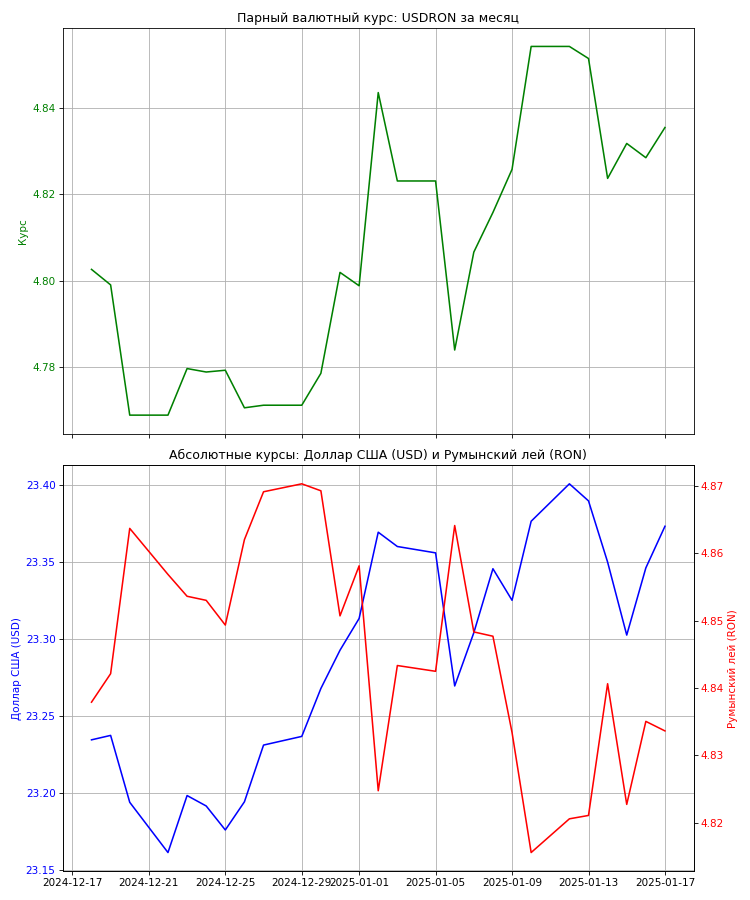 Парный валютный курс: USDRON за месяц
4.84
4.82
4.80
4.78
Курс
Абсолютные курсы: Доллар США (USD) и Румынский лей (RON)
23.40
23.35
23.30
23.25
23.20
23.15
Доллар США (USD)
4.87
4.86
4.85
4.84
4.83
4.82
Румынский лей (RON)
2024-12-17 2024-12-21 2024-12-25 2024-12-29 2025-01-01 2025-01-05 2025-01-09 2025-01-13 2025-01-17